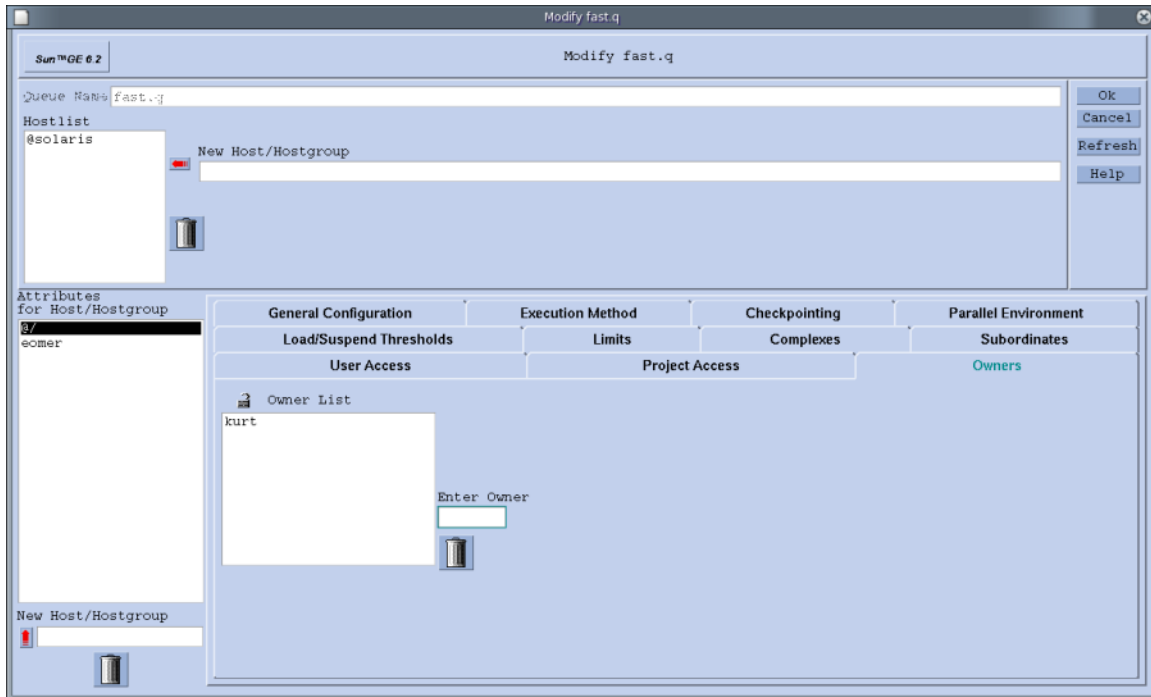 Modify fast.q
Sun™GE 6.2
Modify fast.q
Queue Name fast.q
Ok
Hostlist
Cancel
@solaris
New Host/Hostgroup
Refresh
Help
Attributes
for Host/Hostgroup
@/
eomer
General Configuration Execution Method Checkpointing Parallel Environment
Load/Suspend Thresholds Limits Complexes Subordinates
User Access Project Access Owners
Owner List
kurt
Enter Owner
New Host/Hostgroup